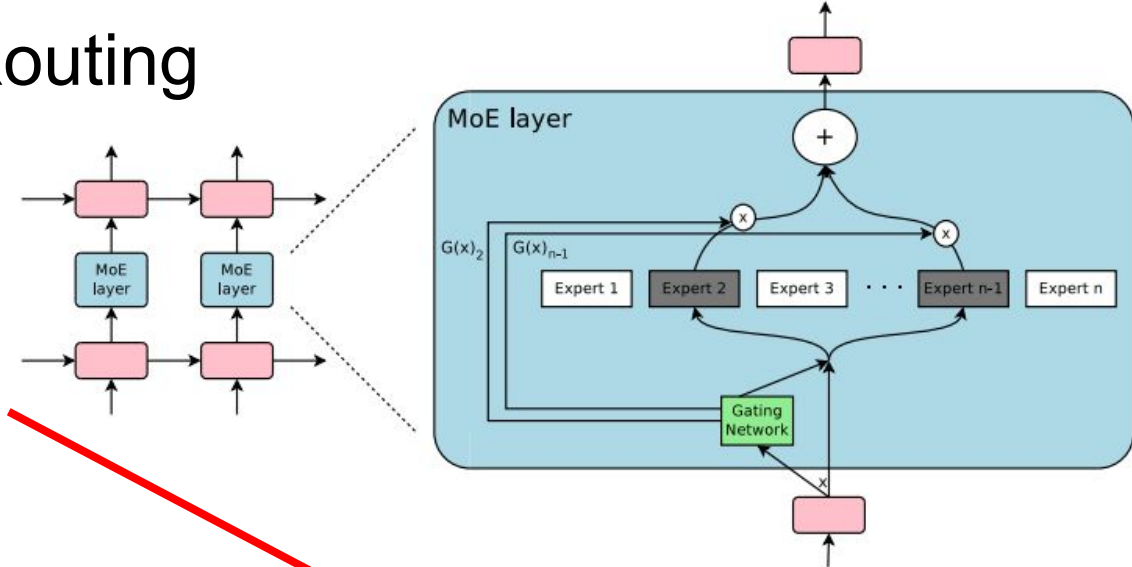 outing
MoE layer
+
x
x
G(x)2
G(x)n-1
MoE
layer
MoE
layer
Expert 1
Expert 2
Expert 3
. . .
Expert n-1
Expert n
Gating
Network
x